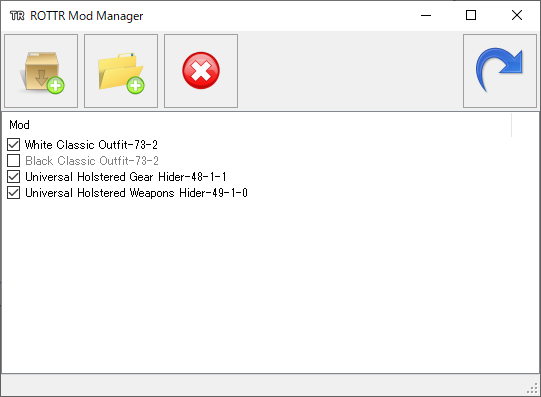 TR ROTTR Mod Manager
Mod
White Classic Outfit-73-2
Black Classic Outfit-73-2
Universal Holstered Gear Hider-48-1-1
Universal Holstered Weapons Hider-49-1-0